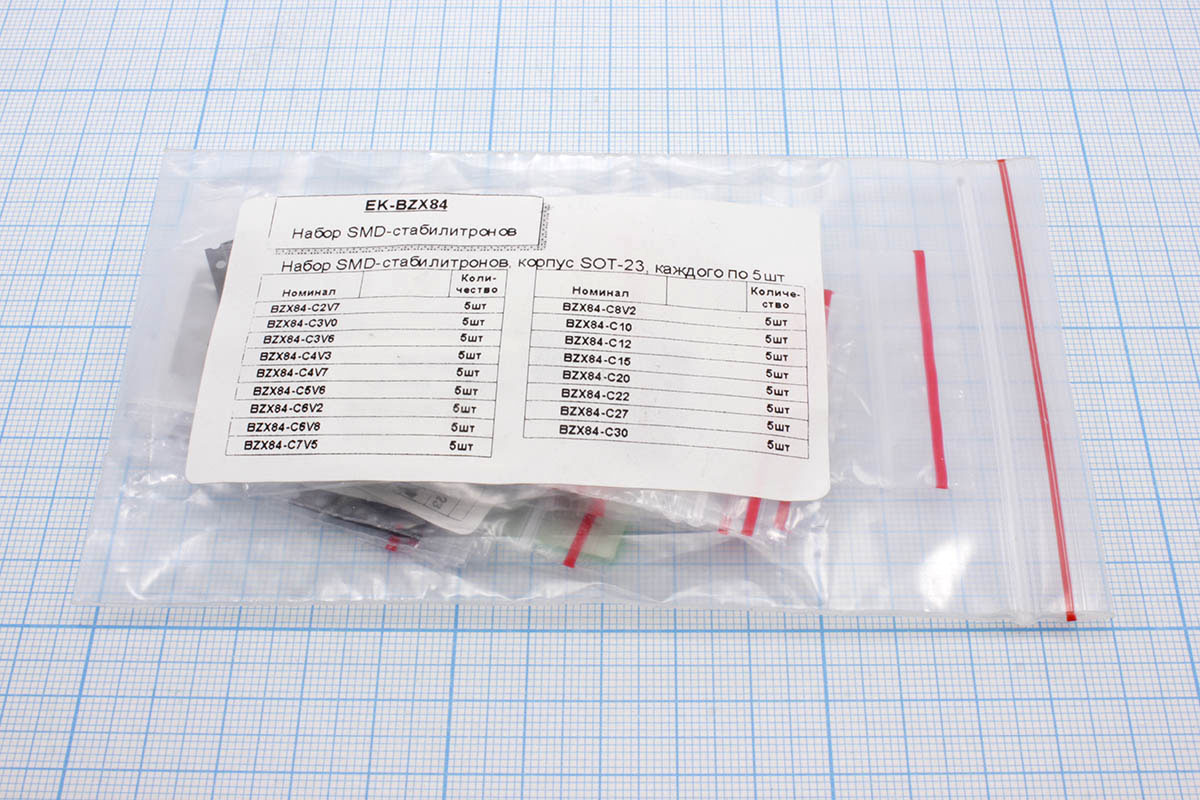 EK-BZX84
Набор SMD-стабилитронов
Набор SMD-стабилитронов, корпус SOT-23, каждого по 5шт
Номинал Коли-
чество
BZX84-C2V7 5шт
BZX84-C3V0 5шт
BZX84-C3V6 5шт
BZX84-C4V3 5шт
BZX84-C4V7 5шт
BZX84-C5V6 5шт
BZX84-C6V2 5шт
BZX84-C6V8 5шт
BZX84-C7V5 5шт
Номинал Количе-
ство
BZX84-C8V2 5шт
BZX84-C10 5шт
BZX84-C12 5шт
BZX84-C15 5шт
BZX84-C20 5шт
BZX84-C22 5шт
BZX84-C27 5шт
BZX84-C30 5шт
23